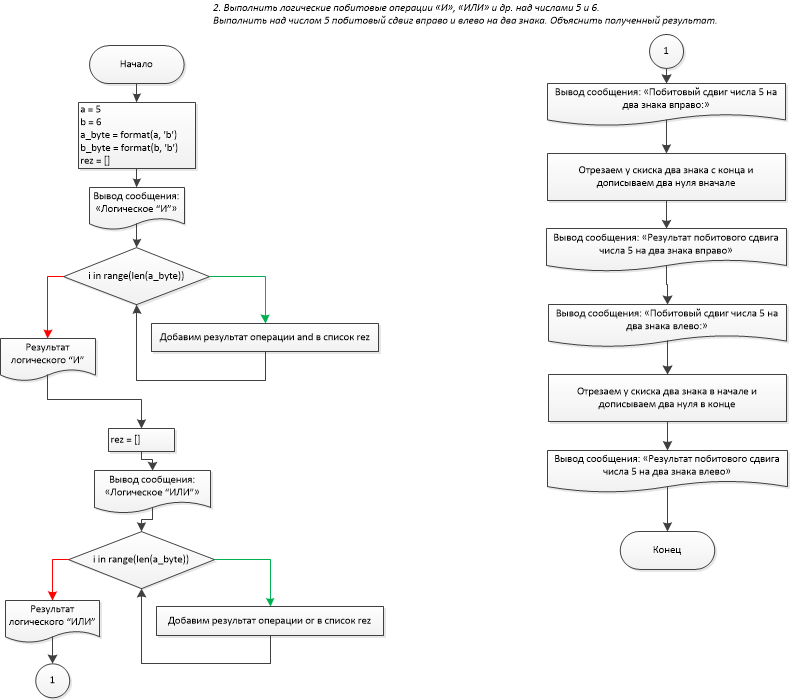 2. Выполнить логические побитовые операции «И», «ИЛИ» и др. над числами 5 и 6.
Выполнить над числом 5 побитовый сдвиг вправо и влево на два знака. Объяснить полученный результат.
Начало
a = 5
b = 6
a_byte = format(a, 'b')
b_byte = format(b, 'b')
rez = []
Вывод сообщения:
«Логическое “И”»
i in range(len(a_byte))
Добавим результат операции and в список rez
Результат
логического “И”
rez = []
Вывод сообщения:
«Логическое “ИЛИ”»
i in range(len(a_byte))
Добавим результат операции or в список rez
Результат
логического “ИЛИ”
1
1
Вывод сообщения: «Побитовый сдвиг числа 5 на
два знака вправо:»
Отрезаем у скиска два знака с конца и
дописываем два нуля вначале
Вывод сообщения: «Результат побитового сдвига
числа 5 на два знака вправо»
Вывод сообщения: «Побитовый сдвиг числа 5 на
два знака влево:»
Отрезаем у скиска два знака в начале и
дописываем два нуля в конце
Вывод сообщения: «Результат побитового сдвига
числа 5 на два знака влево»
Конец